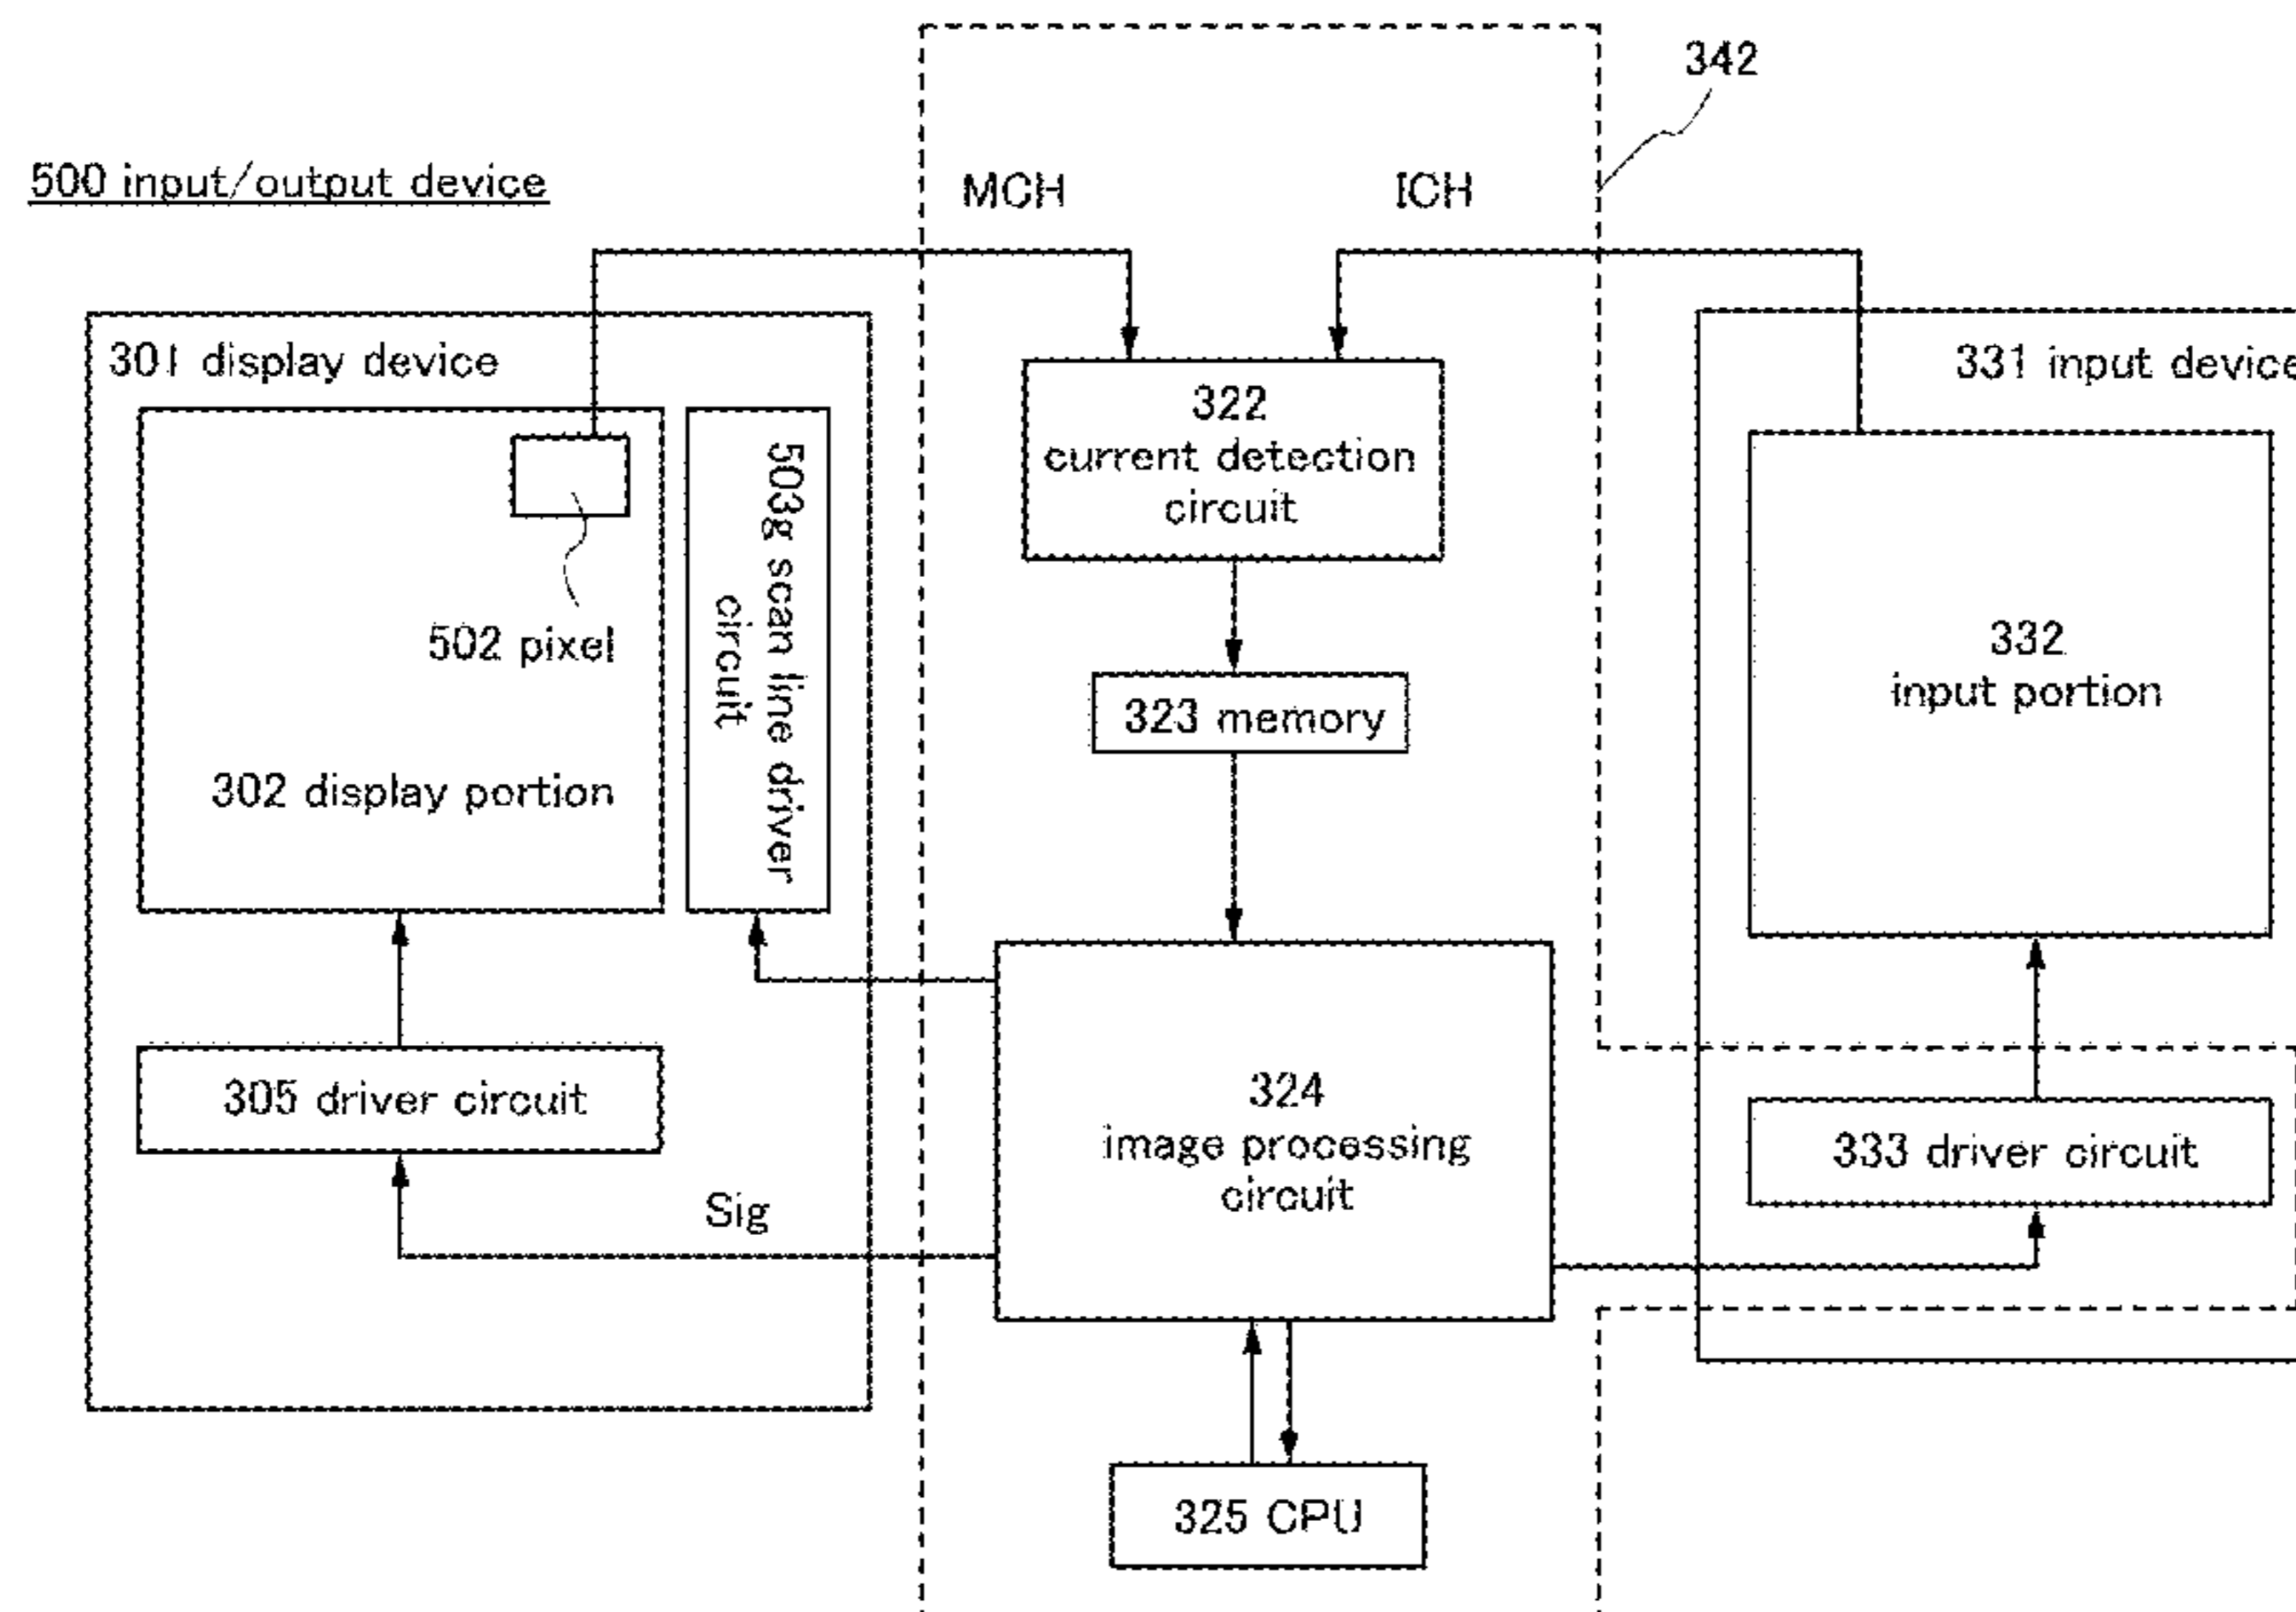 342
500 input/output device
MCH
ICH
301 display device
331 input device
322
current detection
circuit
503g scan line driver
circuit
502 pixel
323 memory
332
input portion
302 display portion
305 driver circuit
324
image processing
circuit
333 driver circuit
Sig
325 CPU